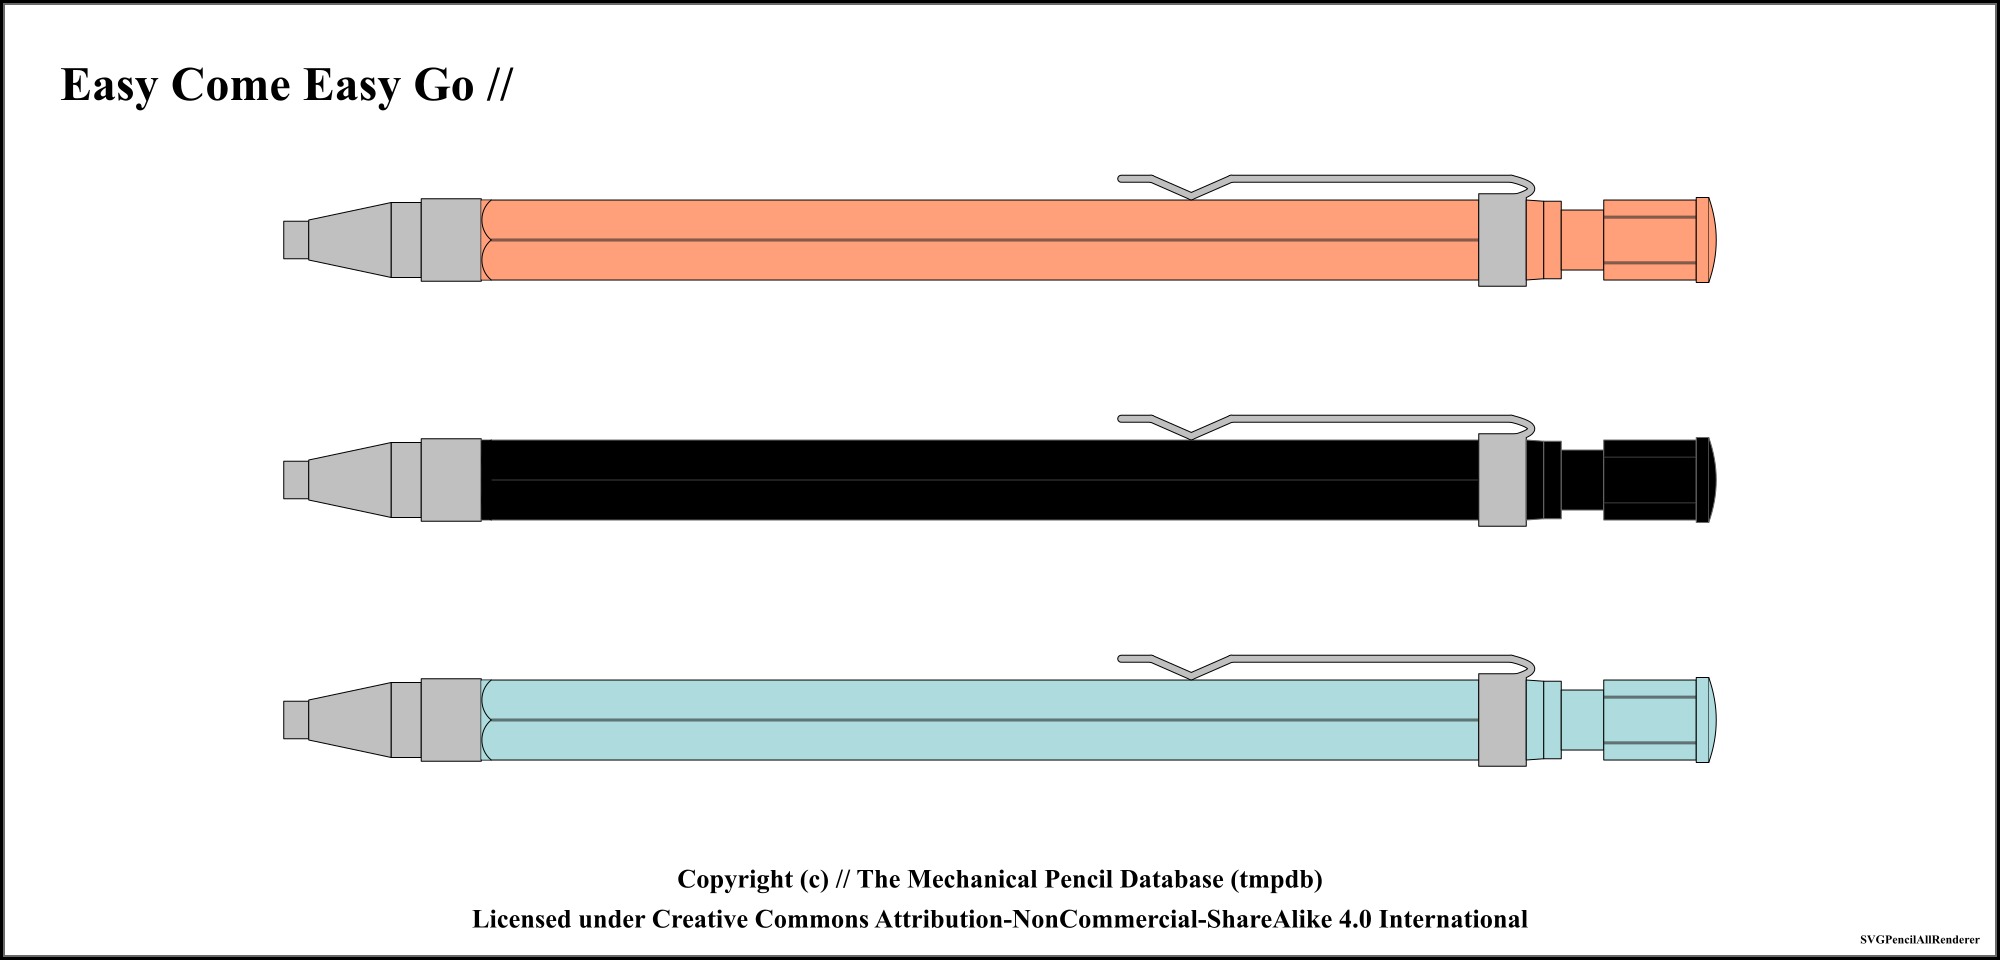 Easy Come Easy Go //
Copyright (c) // The Mechanical Pencil Database (tmpdb)
Licensed under Creative Commons Attribution-NonCommercial-ShareAlike 4.0 International
SVGPencilAllRenderer